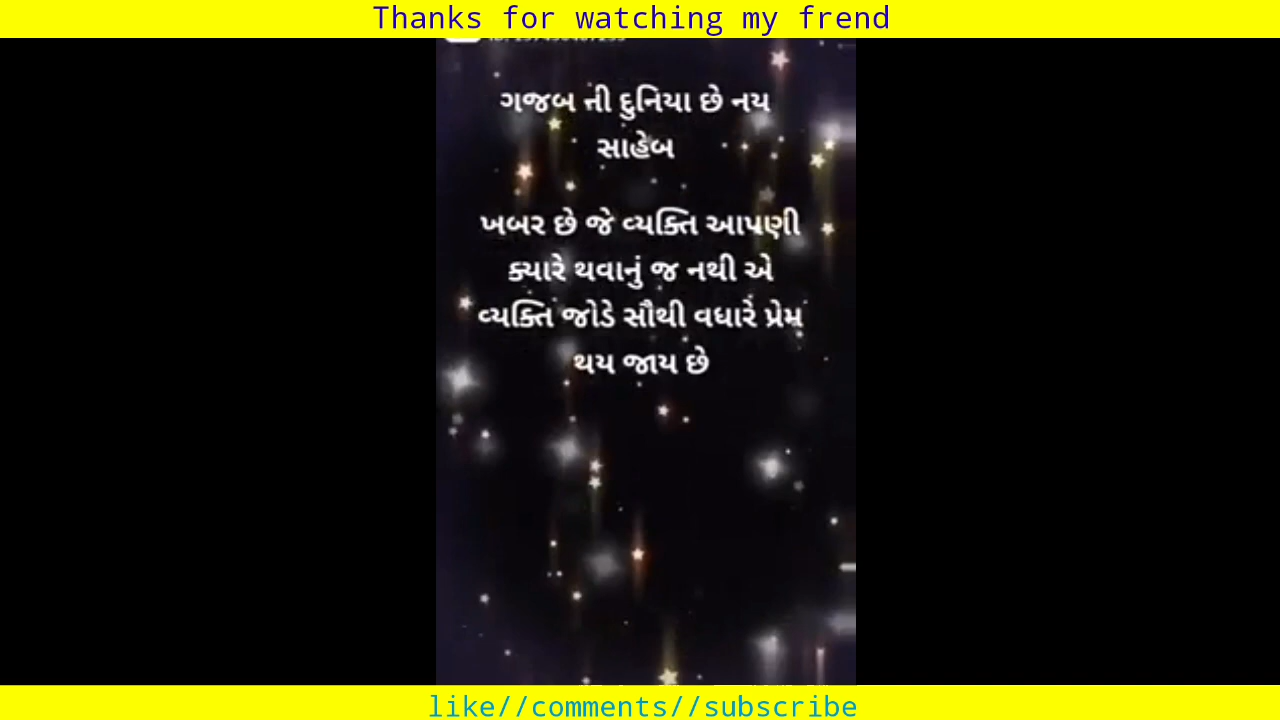 Thanks for watching my frend
ગજબ ની દુનિયા છે નય
સાહેબ
ખબર છે જે વ્યક્તિ આપણી
ક્યારે થવાનું જ નથી એ
વ્યક્તિ જોડે સૌથી વધારે પ્રેમ
થય જાય છે
like//comments//subscribe